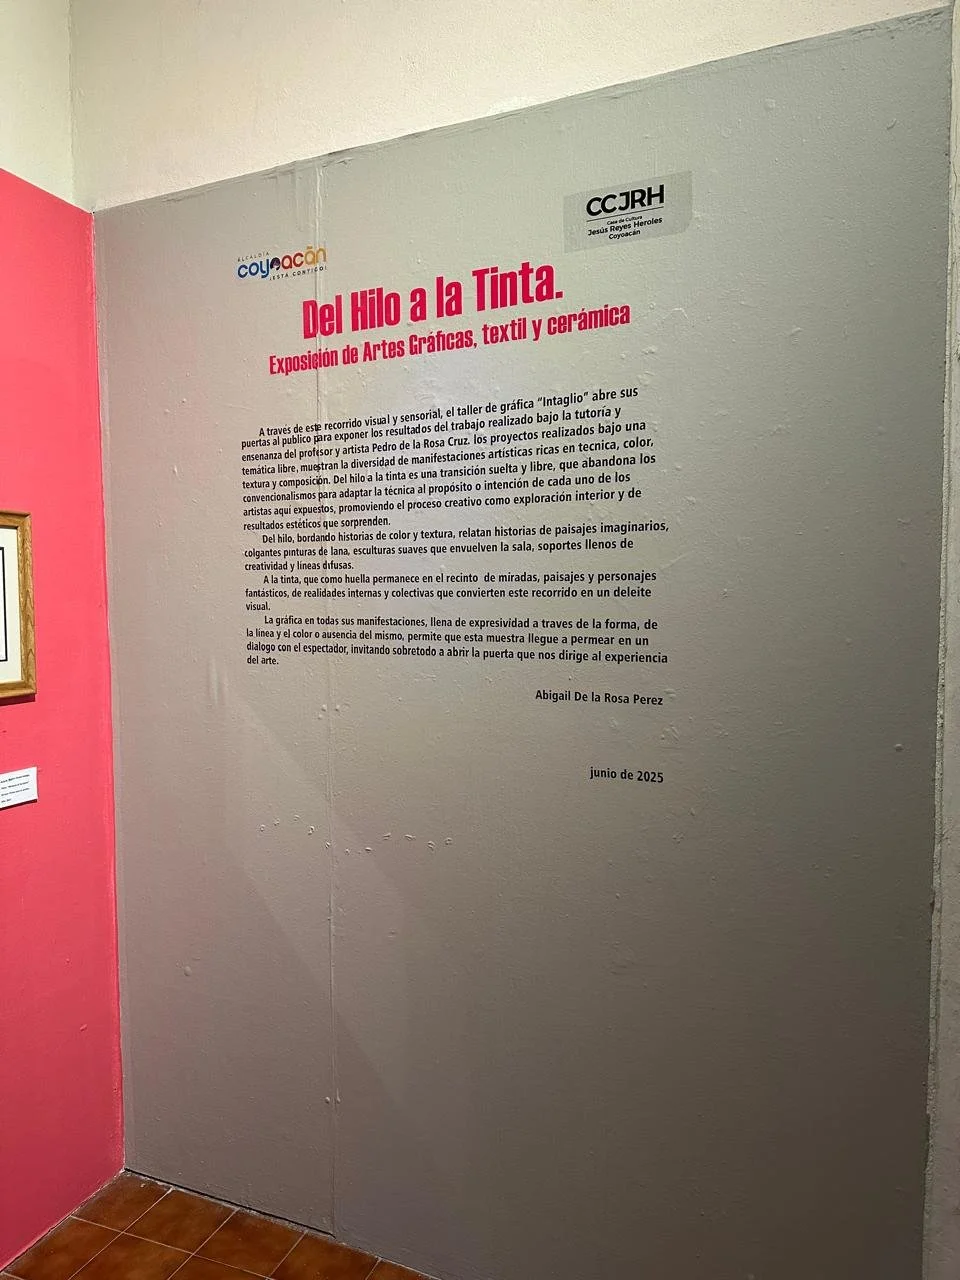 ALCALDÍA
coyoacán
¡ESTÁ CONTIGO!
CCJRH
Casa de Cultura
Jesús Reyes Heroles
Coyoacán
Del Hilo a la Tinta.
Exposición de Artes Gráficas, textil y cerámica
A través de este recorrido visual y sensorial, el taller de gráfica “Intaglio” abre sus
puertas al publico para exponer los resultados del trabajo realizado bajo la tutoría y
ensenanza del profesor y artista Pedro de la Rosa Cruz. los proyectos realizados bajo una
temática libre, muestran la diversidad de manifestaciones artísticas ricas en tecnica, color,
textura y composición. Del hilo a la tinta es una transición suelta y libre, que abandona los
convencionalismos para adaptar la técnica al propósito o intención de cada uno de los
artistas aquí expuestos, promoviendo el proceso creativo como exploración interior y de
resultados estéticos que sorprenden.
Del hilo, bordando historias de color y textura, relatan historias de paisajes imaginarios,
colgantes pinturas de lana, esculturas suaves que envuelven la sala, soportes llenos de
creatividad y líneas difusas.
A la tinta, que como huella permanece en el recinto de miradas, paisajes y personajes
fantásticos, de realidades internas y colectivas que convierten este recorrido en un deleite
visual.
La gráfica en todas sus manifestaciones, llena de expresividad a traves de la forma, de
la línea y el color o ausencia del mismo, permite que esta muestra llegue a permear en un
dialogo con el espectador, invitando sobretodo a abrir la puerta que nos dirige al experiencia
del arte.
Abigail De la Rosa Perez
junio de 2025